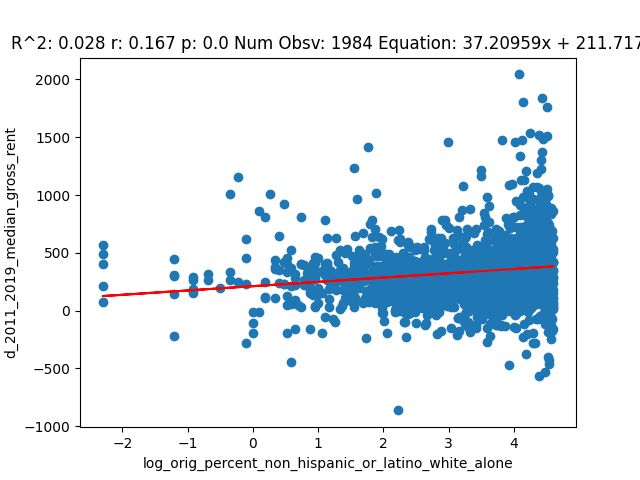 R^2: 0.028 r: 0.167 p: 0.0 Num Obsv: 1984 Equation: 37.20959x + 211.717
2000
1500
1000
500
0
−500
−1000
d_2011_2019_median_gross_rent
−2 −1 0 1 2 3 4
log_orig_percent_non_hispanic_or_latino_white_alone